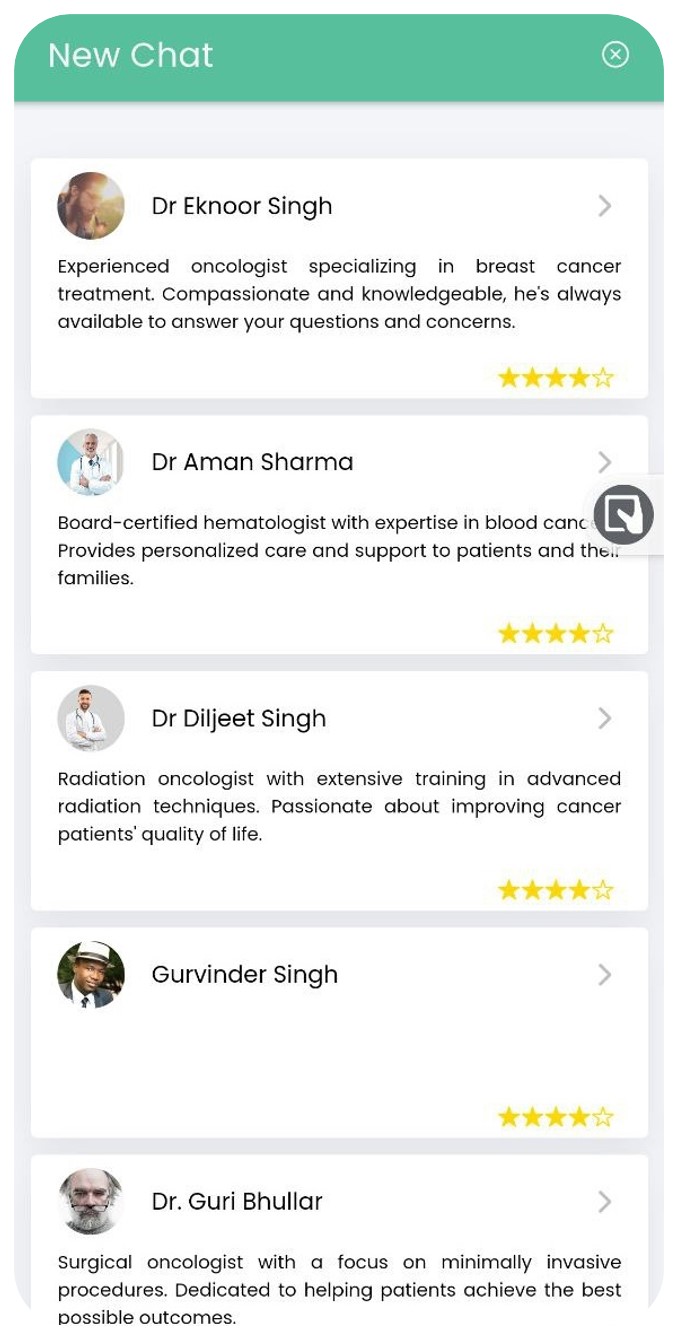 New Chat
Dr Eknoor Singh
Experienced oncologist specializing in breast cancer
treatment. Compassionate and knowledgeable, he's always
available to answer your questions and concerns.
Dr Aman Sharma
Board-certified hematologist with expertise in blood
Provides personalized care and support to patients and their
families.
Dr Diljeet Singh
Radiation oncologist with extensive training in advanced
radiation techniques. Passionate about improving cancer
patients' quality of life.
Gurvinder Singh
Dr. Guri Bhullar
Surgical oncologist with a focus on minimally invasive
procedures. Dedicated to helping patients achieve the best
possible outcomes.